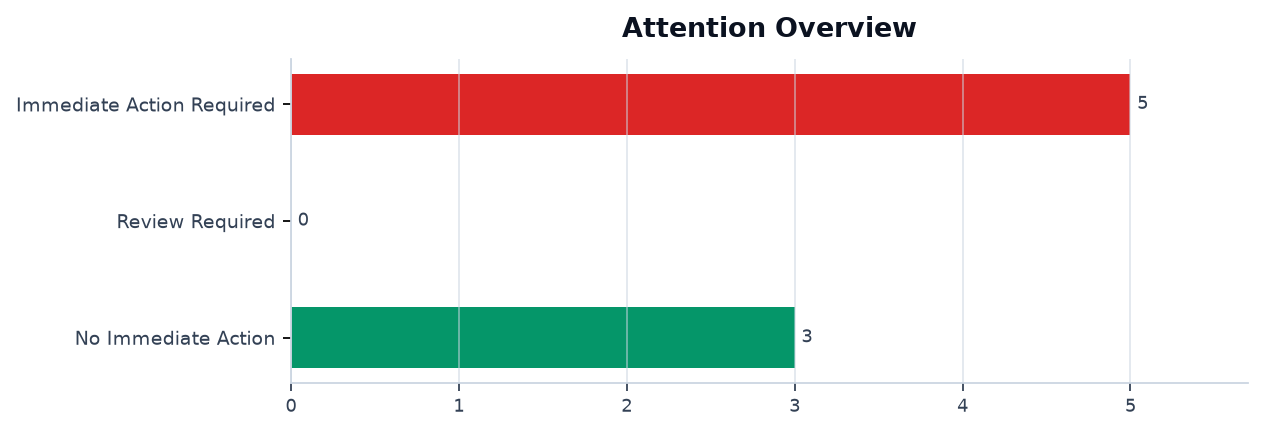 Attention Overview
Immediate Action Required
5
Review Required
0
No Immediate Action
3
0 1 2 3 4 5